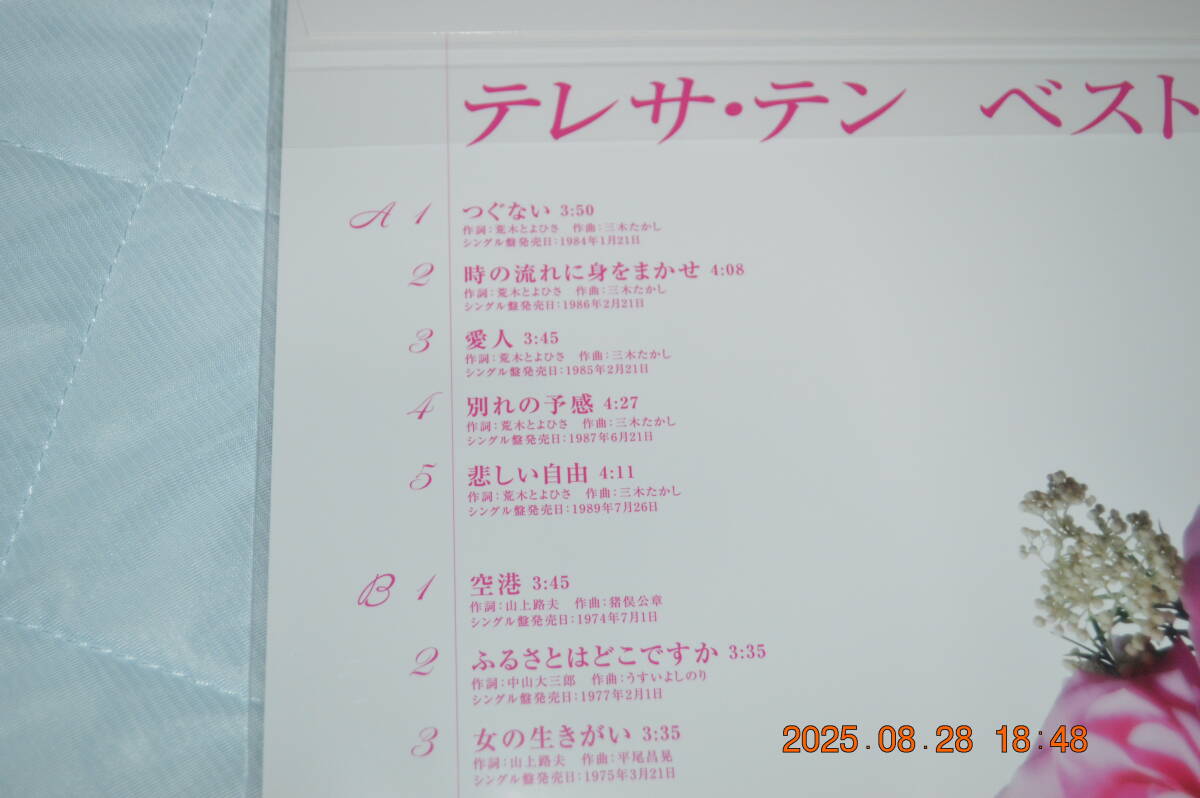 テレサ・テン ベスト
A 1 つぐない 3:50
作詞：荒木とよひさ 作曲：三木たかし
シングル盤発売日：1984年1月21日
2 時の流れに身をまかせ 4:08
作詞：荒木とよひさ 作曲：三木たかし
シングル盤発売日：1986年2月21日
3 愛人 3:45
作詞：荒木とよひさ 作曲：三木たかし
シングル盤発売日：1985年2月21日
4 別れの予感 4:27
作詞：荒木とよひさ 作曲：三木たかし
シングル盤発売日：1987年6月21日
5 悲しい自由 4:11
作詞：荒木とよひさ 作曲：三木たかし
シングル盤発売日：1989年7月26日
B 1 空港 3:45
作詞：山上路夫 作曲：猪俣公章
シングル盤発売日：1974年7月1日
2 ふるさとはどこですか 3:35
作詞：中山大三郎 作曲：うすいよしのり
シングル盤発売日：1977年2月1日
3 女の生きがい 3:35
作詞：山上路夫 作曲：平尾昌晃
シングル盤発売日：1975年3月21日
2025.08.28 18:48